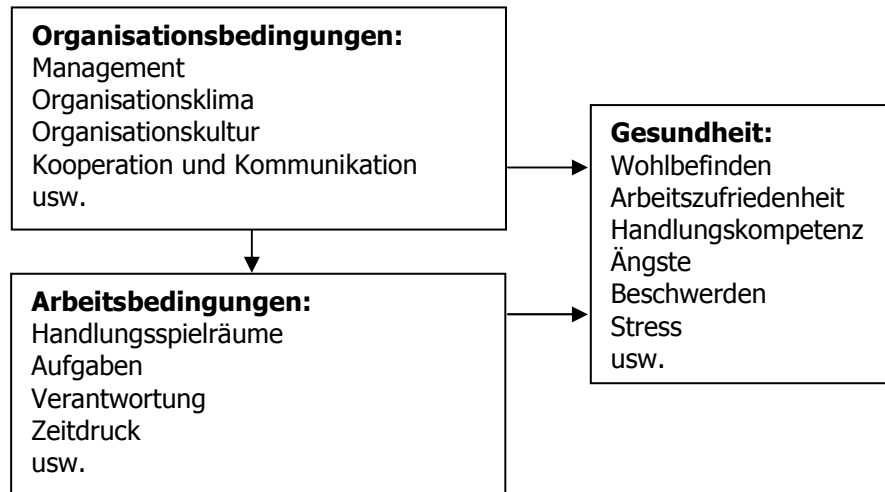 Organisationsbedingungen:
Management
Organisationsklima
Organisationskultur
Kooperation und Kommunikation
usw.
Gesundheit:
Wohlbefinden
Arbeitszufriedenheit
Handlungskompetenz
Ängste
Beschwerden
Stress
usw.
Arbeitsbedingungen:
Handlungsspielräume
Aufgaben
Verantwortung
Zeitdruck
usw.